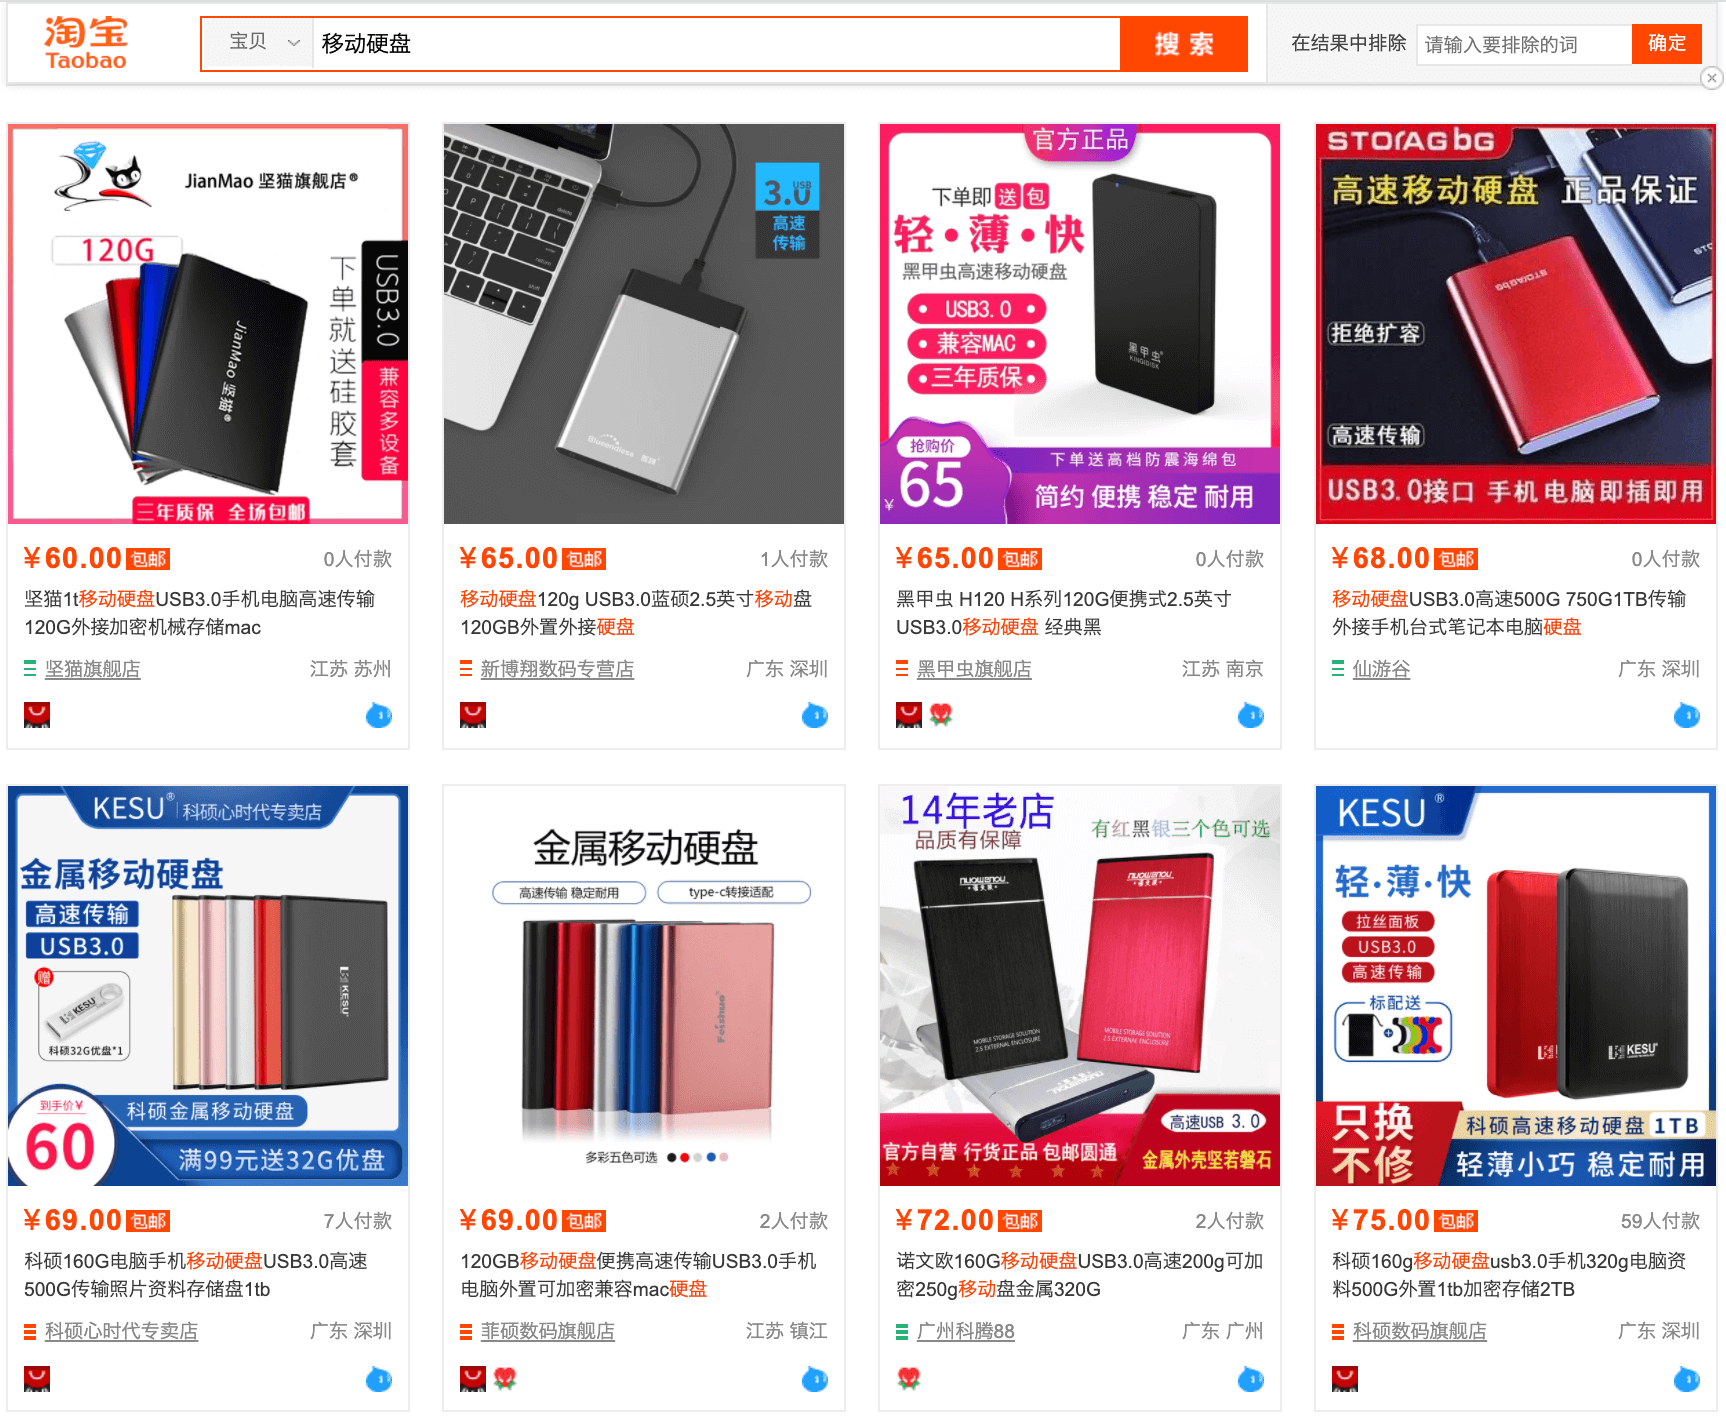 淘宝
Taobao
宝贝
移动硬盘
搜 索
在结果中排除
请输入要排除的词
确定
JianMao 坚猫旗舰店®
120G
下单就送硅胶套
USB3.0
兼容多设备
JianMao 坚猫®
三年质保 全场包邮
¥60.00 包邮
0人付款
坚猫1t移动硬盘USB3.0手机电脑高速传输
120G外接加密机械存储mac
坚猫旗舰店
江苏 苏州
USB
3.0
高速
传输
¥65.00 包邮
1人付款
移动硬盘120g USB3.0蓝硕2.5英寸移动盘
120GB外置外接硬盘
新博翔数码专营店
广东 深圳
官方正品
下单即送包
轻·薄·快
黑甲虫高速移动硬盘
USB3.0
兼容MAC
三年质保
黑甲虫®
KINGIDISK
抢购价
¥65
下单送高档防震海绵包
简约 便携 稳定 耐用
¥65.00 包邮
0人付款
黑甲虫 H120 H系列120G便携式2.5英寸
USB3.0移动硬盘 经典黑
黑甲虫旗舰店
江苏 南京
STORAGbg
高速移动硬盘 正品保证
STORAGbg
拒绝扩容
高速传输
USB3.0接口 手机电脑即插即用
¥68.00 包邮
0人付款
移动硬盘USB3.0高速500G 750G1TB传输
外接手机台式笔记本电脑硬盘
仙游谷
广东 深圳
KESU® 科硕心时代专卖店
金属移动硬盘
高速传输
USB3.0
赠
KESU
科硕32G优盘*1
KESU
到手价¥
60
科硕金属移动硬盘
满99元送32G优盘
¥69.00 包邮
7人付款
科硕160G电脑手机移动硬盘USB3.0高速
500G传输照片资料存储盘1tb
科硕心时代专卖店
广东 深圳
金属移动硬盘
高速传输 稳定耐用
type-c转接适配
Feishuo
多彩五色可选
¥69.00 包邮
2人付款
120GB移动硬盘便携高速传输USB3.0手机
电脑外置可加密兼容mac硬盘
菲硕数码旗舰店
江苏 镇江
14年老店
品质有保障
有红黑银三个色可选
MOBILE STORAGE SOLUTION
2.5 EXTERNAL ENCLOSURE
MOBILE STORAGE SOLUTION
2.5 EXTERNAL ENCLOSURE
高速USB 3.0
官方自营 行货正品 包邮圆通
金属外壳坚若磐石
¥72.00 包邮
2人付款
诺文欧160G移动硬盘USB3.0高速200g可加
密250g移动盘金属320G
广州科腾88
广东 广州
KESU®
轻·薄·快
拉丝面板
USB3.0
高速传输
标配送
KESU
只换
不修
科硕高速移动硬盘 1TB
轻薄小巧 稳定耐用
¥75.00 包邮
59人付款
科硕160g移动硬盘usb3.0手机320g电脑资
料500G外置1tb加密存储2TB
科硕数码旗舰店
广东 深圳